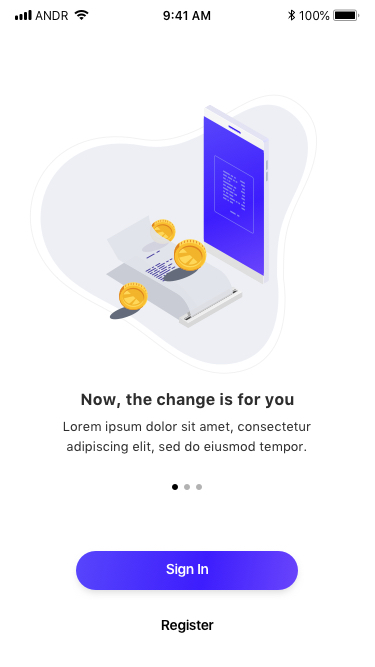 ANDR 9:41 AM 100%
Now, the change is for you
Lorem ipsum dolor sit amet, consectetur
adipiscing elit, sed do eiusmod tempor.
Sign In
Register